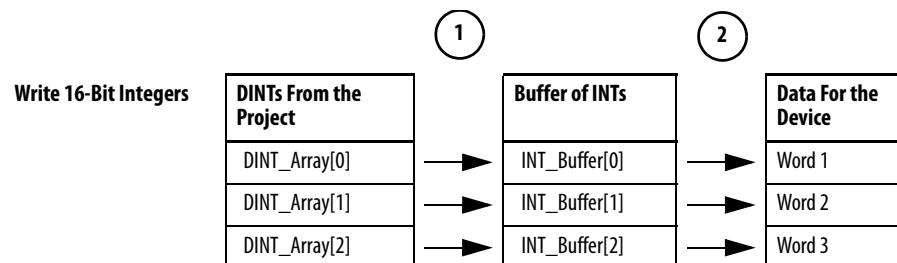 1 2
Write 16-Bit Integers
DINTs From the
Project
Buffer of INTs
Data For the
Device
DINT_Array[0] INT_Buffer[0] Word 1
DINT_Array[1] INT_Buffer[1] Word 2
DINT_Array[2] INT_Buffer[2] Word 3